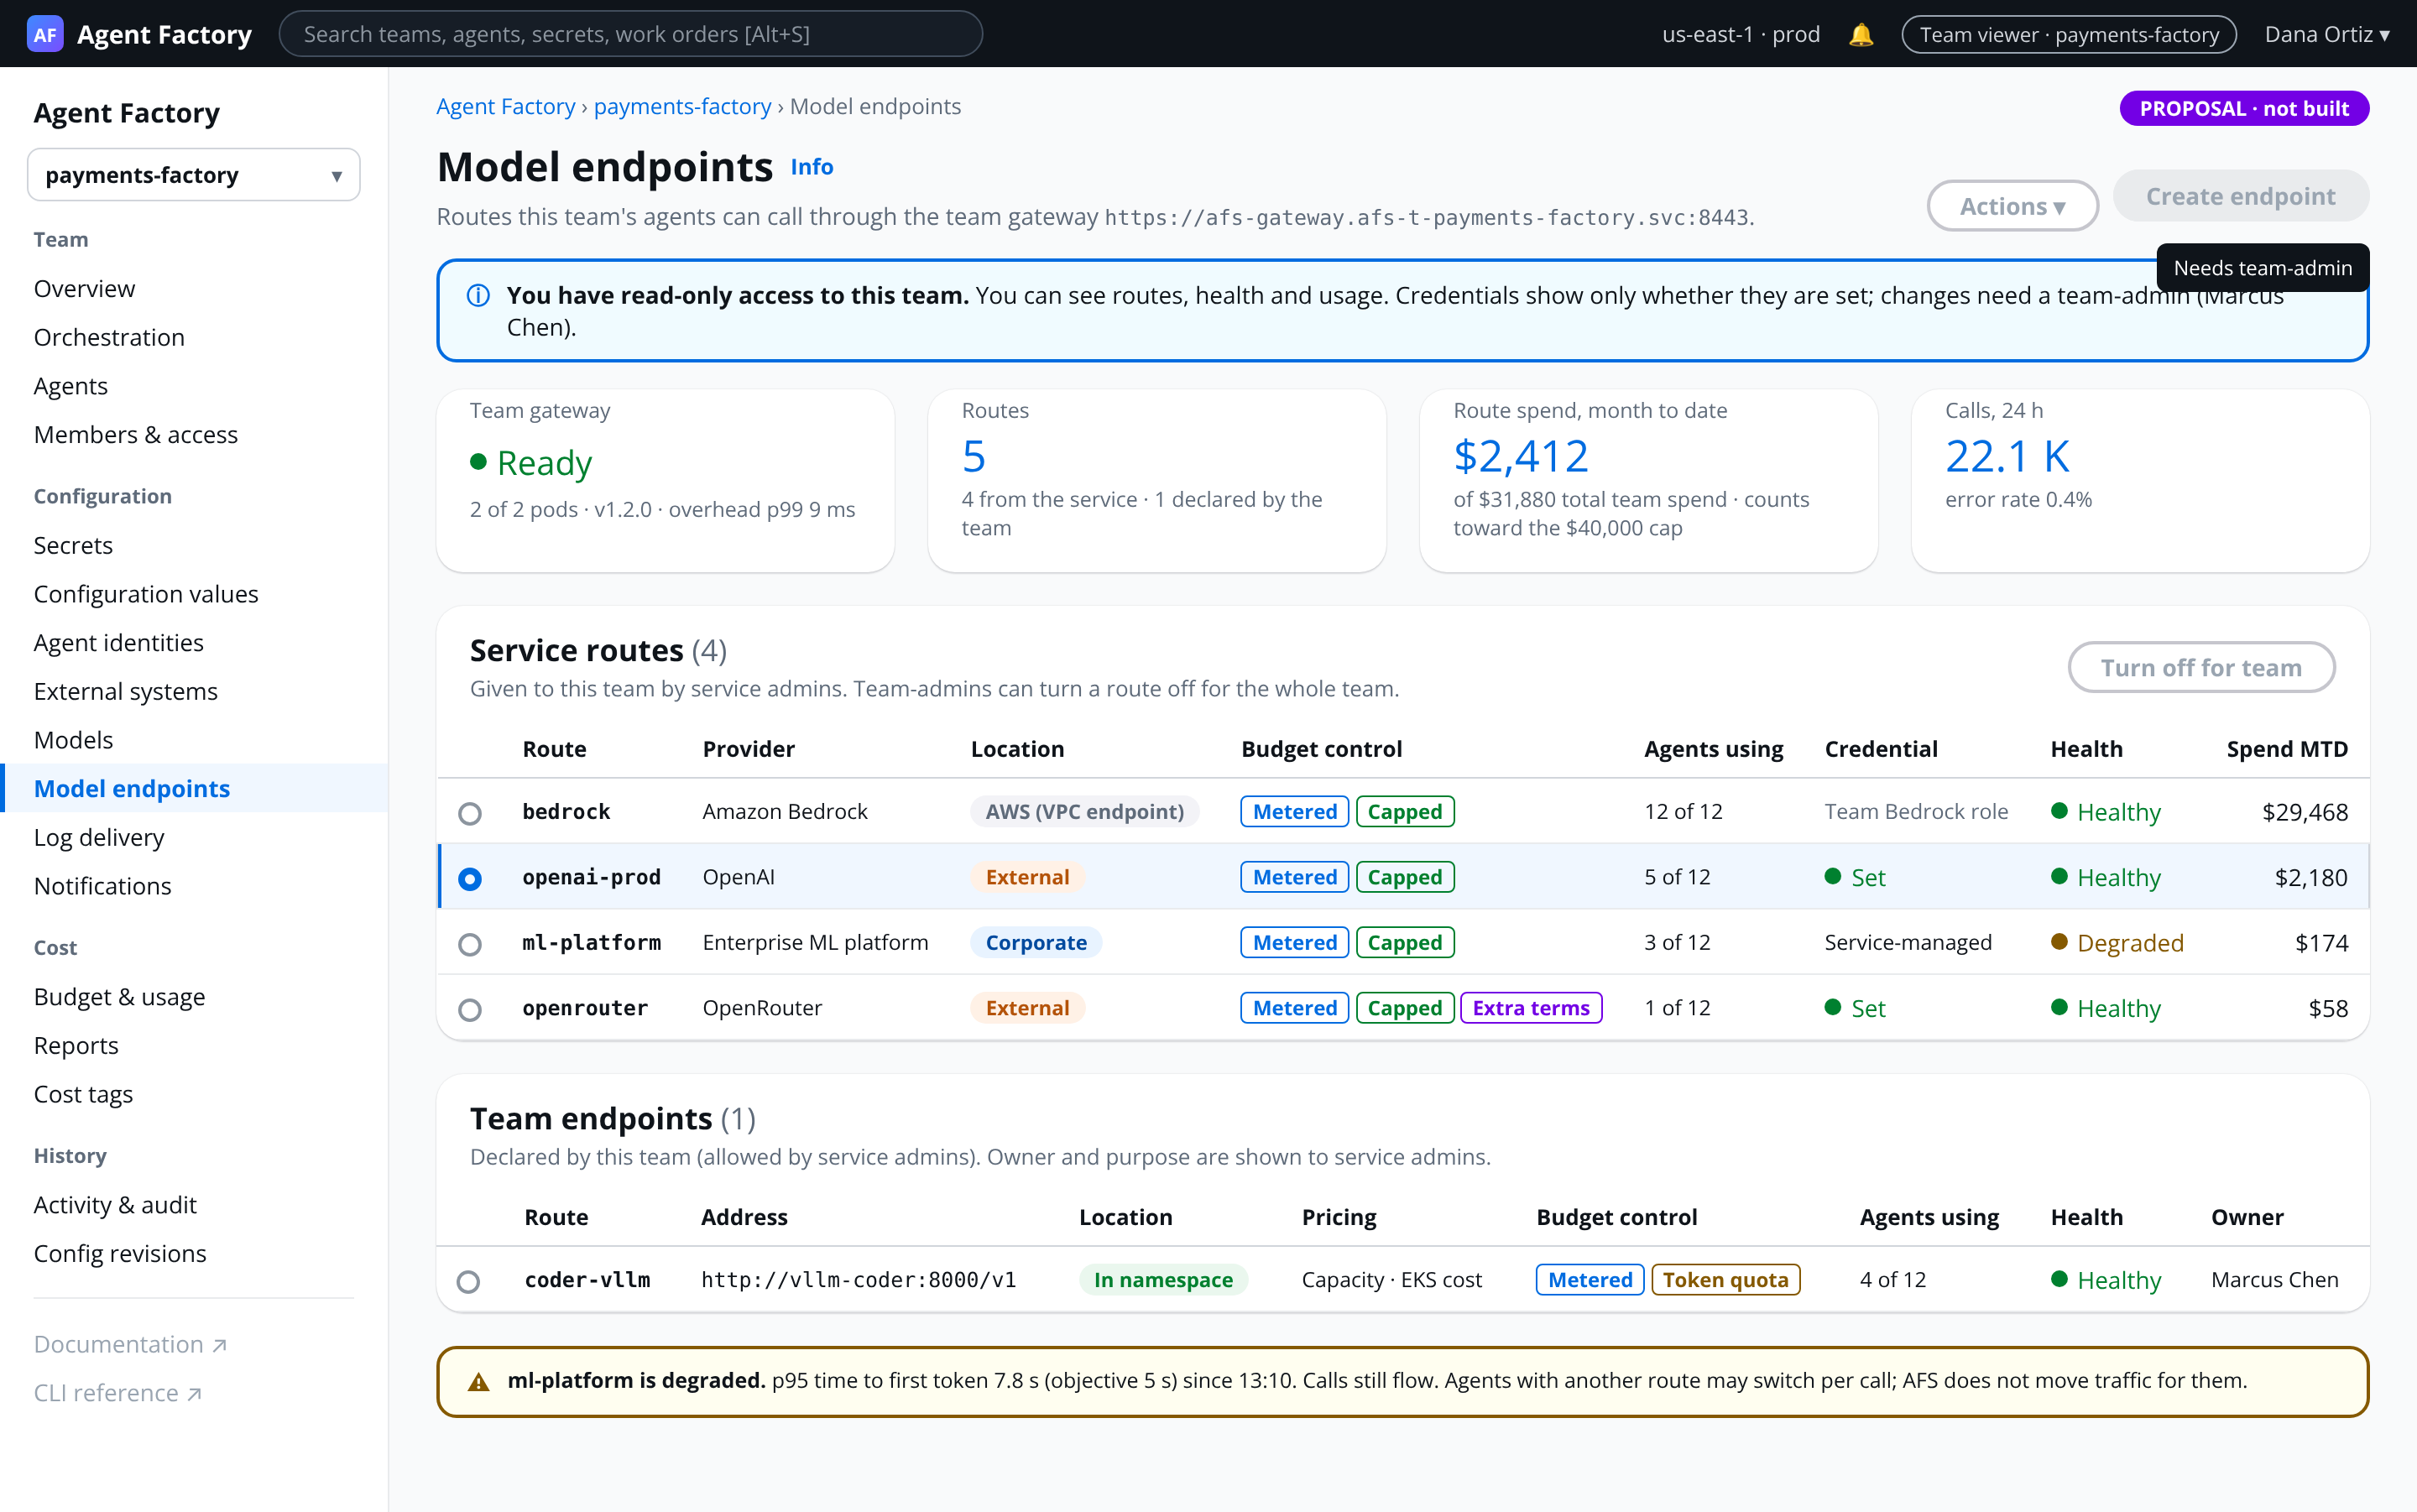 AF Agent Factory
Search teams, agents, secrets, work orders [Alt+S]
us-east-1 · prod
Team viewer · payments-factory
Dana Ortiz ▾
Agent Factory
payments-factory ▾
Team
Overview
Orchestration
Agents
Members & access
Configuration
Secrets
Configuration values
Agent identities
External systems
Models
Model endpoints
Log delivery
Notifications
Cost
Budget & usage
Reports
Cost tags
History
Activity & audit
Config revisions
Documentation ↗
CLI reference ↗
Agent Factory › payments-factory › Model endpoints
PROPOSAL · not built
Model endpoints Info
Routes this team's agents can call through the team gateway https://afs-gateway.afs-t-payments-factory.svc:8443.
Actions ▾
Create endpoint
Needs team-admin
You have read-only access to this team. You can see routes, health and usage. Credentials show only whether they are set; changes need a team-admin (Marcus
Chen).
Team gateway
Ready
2 of 2 pods · v1.2.0 · overhead p99 9 ms
Routes
5
4 from the service · 1 declared by the
team
Route spend, month to date
$2,412
of $31,880 total team spend · counts
toward the $40,000 cap
Calls, 24 h
22.1 K
error rate 0.4%
Service routes (4)
Given to this team by service admins. Team-admins can turn a route off for the whole team.
Turn off for team
Route Provider Location Budget control Agents using Credential Health Spend MTD
bedrock Amazon Bedrock AWS (VPC endpoint) Metered Capped 12 of 12 Team Bedrock role Healthy $29,468
openai-prod OpenAI External Metered Capped 5 of 12 Set Healthy $2,180
ml-platform Enterprise ML platform Corporate Metered Capped 3 of 12 Service-managed Degraded $174
openrouter OpenRouter External Metered Capped Extra terms 1 of 12 Set Healthy $58
Team endpoints (1)
Declared by this team (allowed by service admins). Owner and purpose are shown to service admins.
Route Address Location Pricing Budget control Agents using Health Owner
coder-vllm http://vllm-coder:8000/v1 In namespace Capacity · EKS cost Metered Token quota 4 of 12 Healthy Marcus Chen
ml-platform is degraded. p95 time to first token 7.8 s (objective 5 s) since 13:10. Calls still flow. Agents with another route may switch per call; AFS does not move traffic for them.